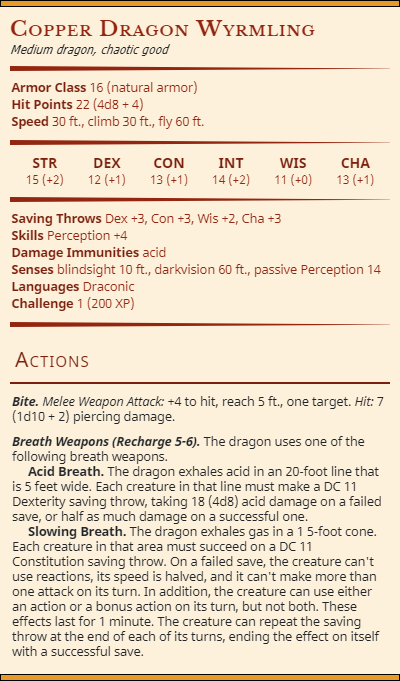 Copper Dragon Wyrmling
Medium dragon, chaotic good
Armor Class 16 (natural armor)
Hit Points 22 (4d8 + 4)
Speed 30 ft., climb 30 ft., fly 60 ft.
STR DEX CON INT WIS CHA
15 (+2) 12 (+1) 13 (+1) 14 (+2) 11 (+0) 13 (+1)
Saving Throws Dex +3, Con +3, Wis +2, Cha +3
Skills Perception +4
Damage Immunities acid
Senses blindsight 10 ft., darkvision 60 ft., passive Perception 14
Languages Draconic
Challenge 1 (200 XP)
Actions
Bite. Melee Weapon Attack: +4 to hit, reach 5 ft., one target. Hit: 7
(1d10 + 2) piercing damage.
Breath Weapons (Recharge 5-6). The dragon uses one of the
following breath weapons.
Acid Breath. The dragon exhales acid in an 20-foot line that
is 5 feet wide. Each creature in that line must make a DC 11
Dexterity saving throw, taking 18 (4d8) acid damage on a failed
save, or half as much damage on a successful one.
Slowing Breath. The dragon exhales gas in a 1 5-foot cone.
Each creature in that area must succeed on a DC 11
Constitution saving throw. On a failed save, the creature can't
use reactions, its speed is halved, and it can't make more than
one attack on its turn. In addition, the creature can use either
an action or a bonus action on its turn, but not both. These
effects last for 1 minute. The creature can repeat the saving
throw at the end of each of its turns, ending the effect on itself
with a successful save.